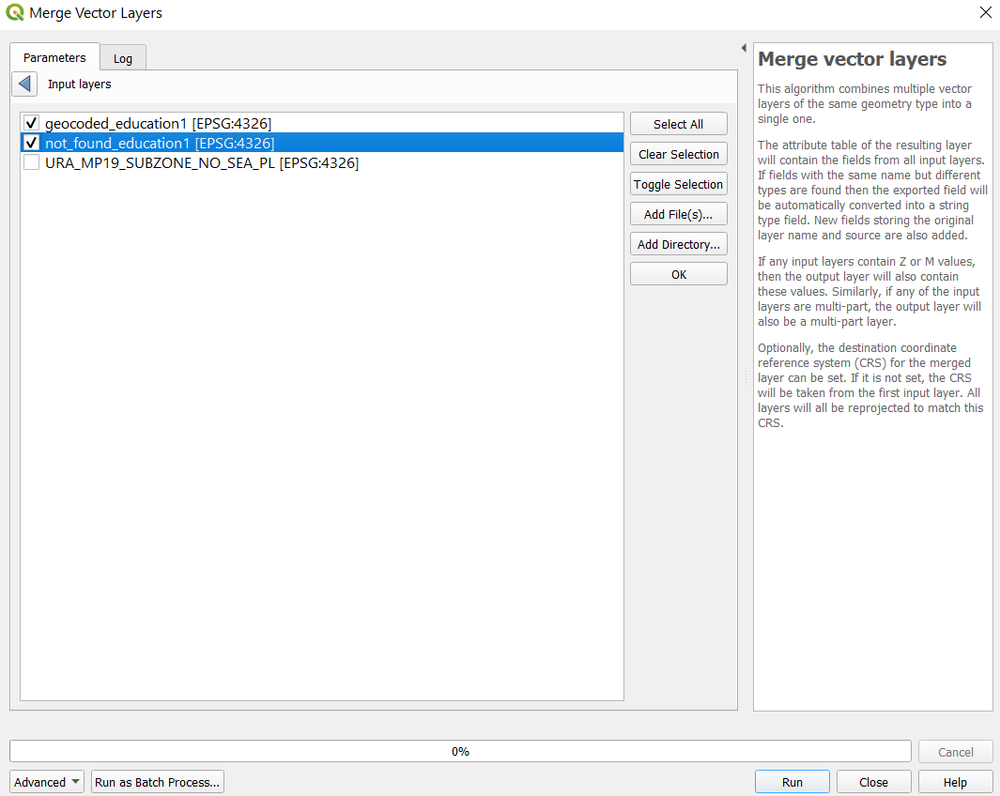 Merge Vector Layers
Parameters
Log
Input layers
geocoded_education1 [EPSG:4326]
not_found_education1 [EPSG:4326]
URA_MP19_SUBZONE_NO_SEA_PL [EPSG:4326]
Select All
Clear Selection
Toggle Selection
Add File(s)...
Add Directory...
OK
Merge vector layers
This algorithm combines multiple vector
layers of the same geometry type into a
single one.
The attribute table of the resulting layer
will contain the fields from all input layers.
If fields with the same name but different
types are found then the exported field will
be automatically converted into a string
type field. New fields storing the original
layer name and source are also added.
If any input layers contain Z or M values,
then the output layer will also contain
these values. Similarly, if any of the input
layers are multi-part, the output layer will
also be a multi-part layer.
Optionally, the destination coordinate
reference system (CRS) for the merged
layer can be set. If it is not set, the CRS
will be taken from the first input layer. All
layers will all be reprojected to match this
CRS.
0%
Cancel
Advanced
Run as Batch Process...
Run
Close
Help